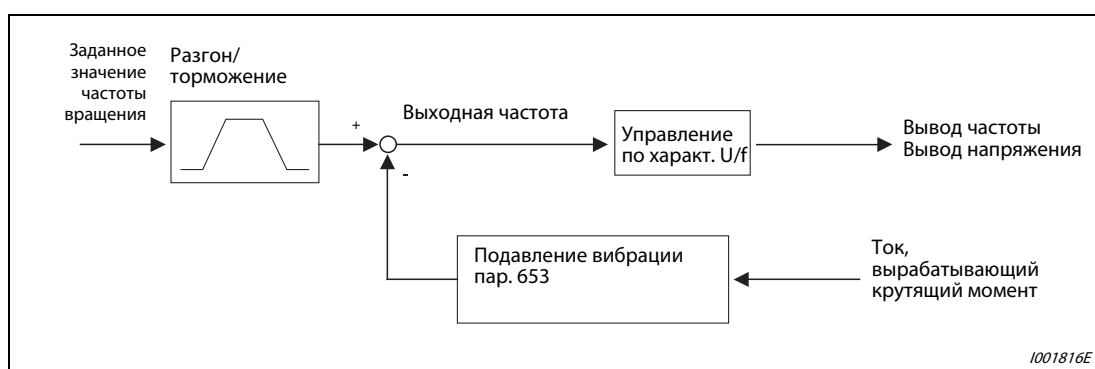 Заданное
значение
частоты
вращения
Разгон/
торможение
+
Выходная частота
-
Управление
по характ. U/f
Вывод частоты
Вывод напряжения
Подавление вибрации
пар. 653
Ток,
вырабатывающий
крутящий момент
I001816E